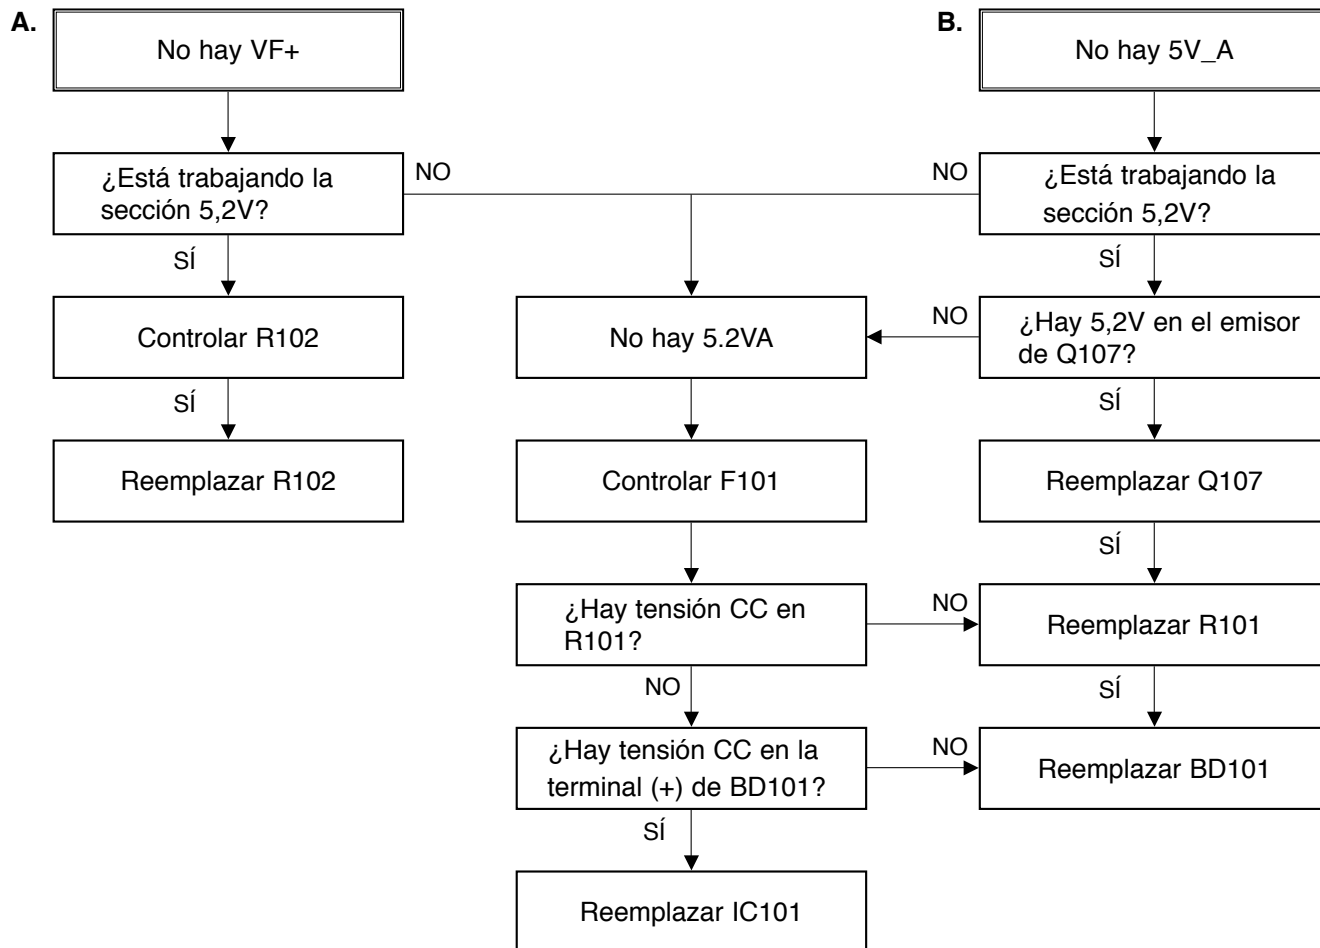 A.
No hay VF+
B.
No hay 5V_A
¿Está trabajando la
sección 5,2V?
NO
NO
¿Está trabajando la
sección 5,2V?
SÍ
SÍ
Controlar R102
No hay 5.2VA
NO
¿Hay 5,2V en el emisor
de Q107?
SÍ
SÍ
Reemplazar R102
Controlar F101
Reemplazar Q107
SÍ
¿Hay tensión CC en
R101?
NO
Reemplazar R101
NO
SÍ
¿Hay tensión CC en la
terminal (+) de BD101?
NO
Reemplazar BD101
SÍ
Reemplazar IC101